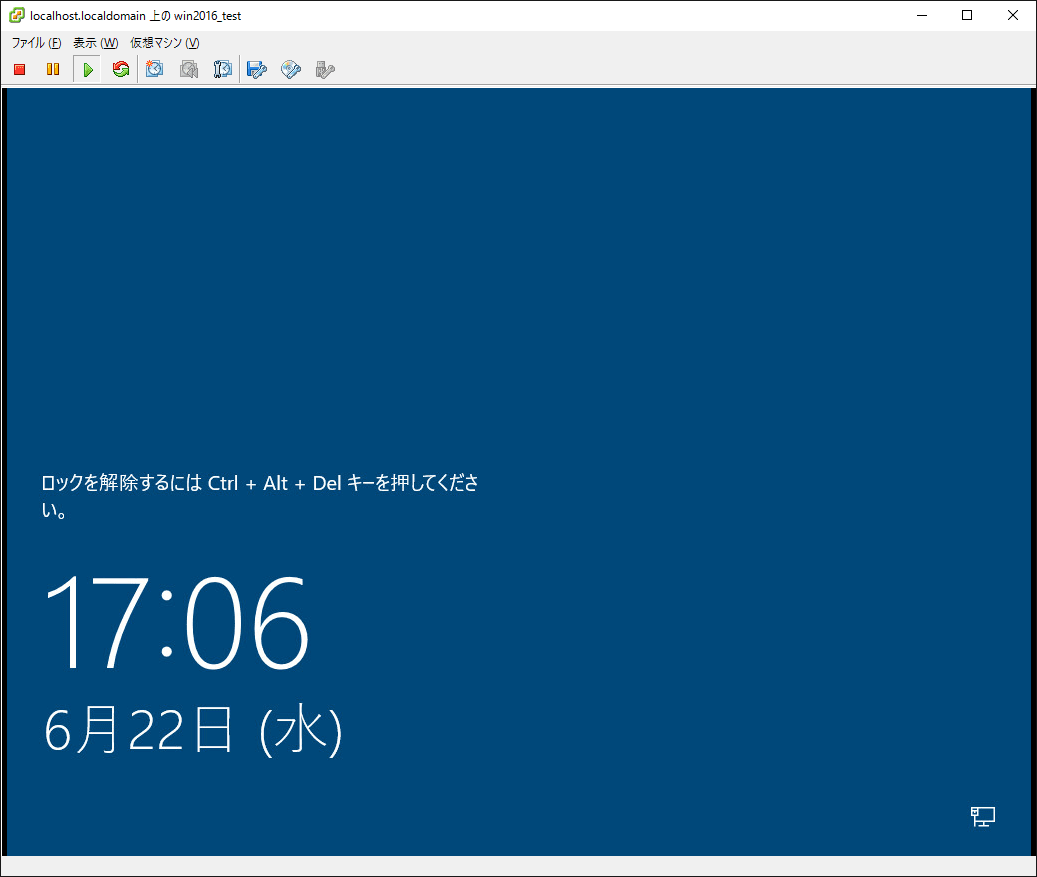 localhost.localdomain 上の win2016_test
ファイル (F) 表示 (W) 仮想マシン (V)
ロックを解除するには Ctrl + Alt + Del キーを押してくださ
い。
17:06
6月22日 (水)